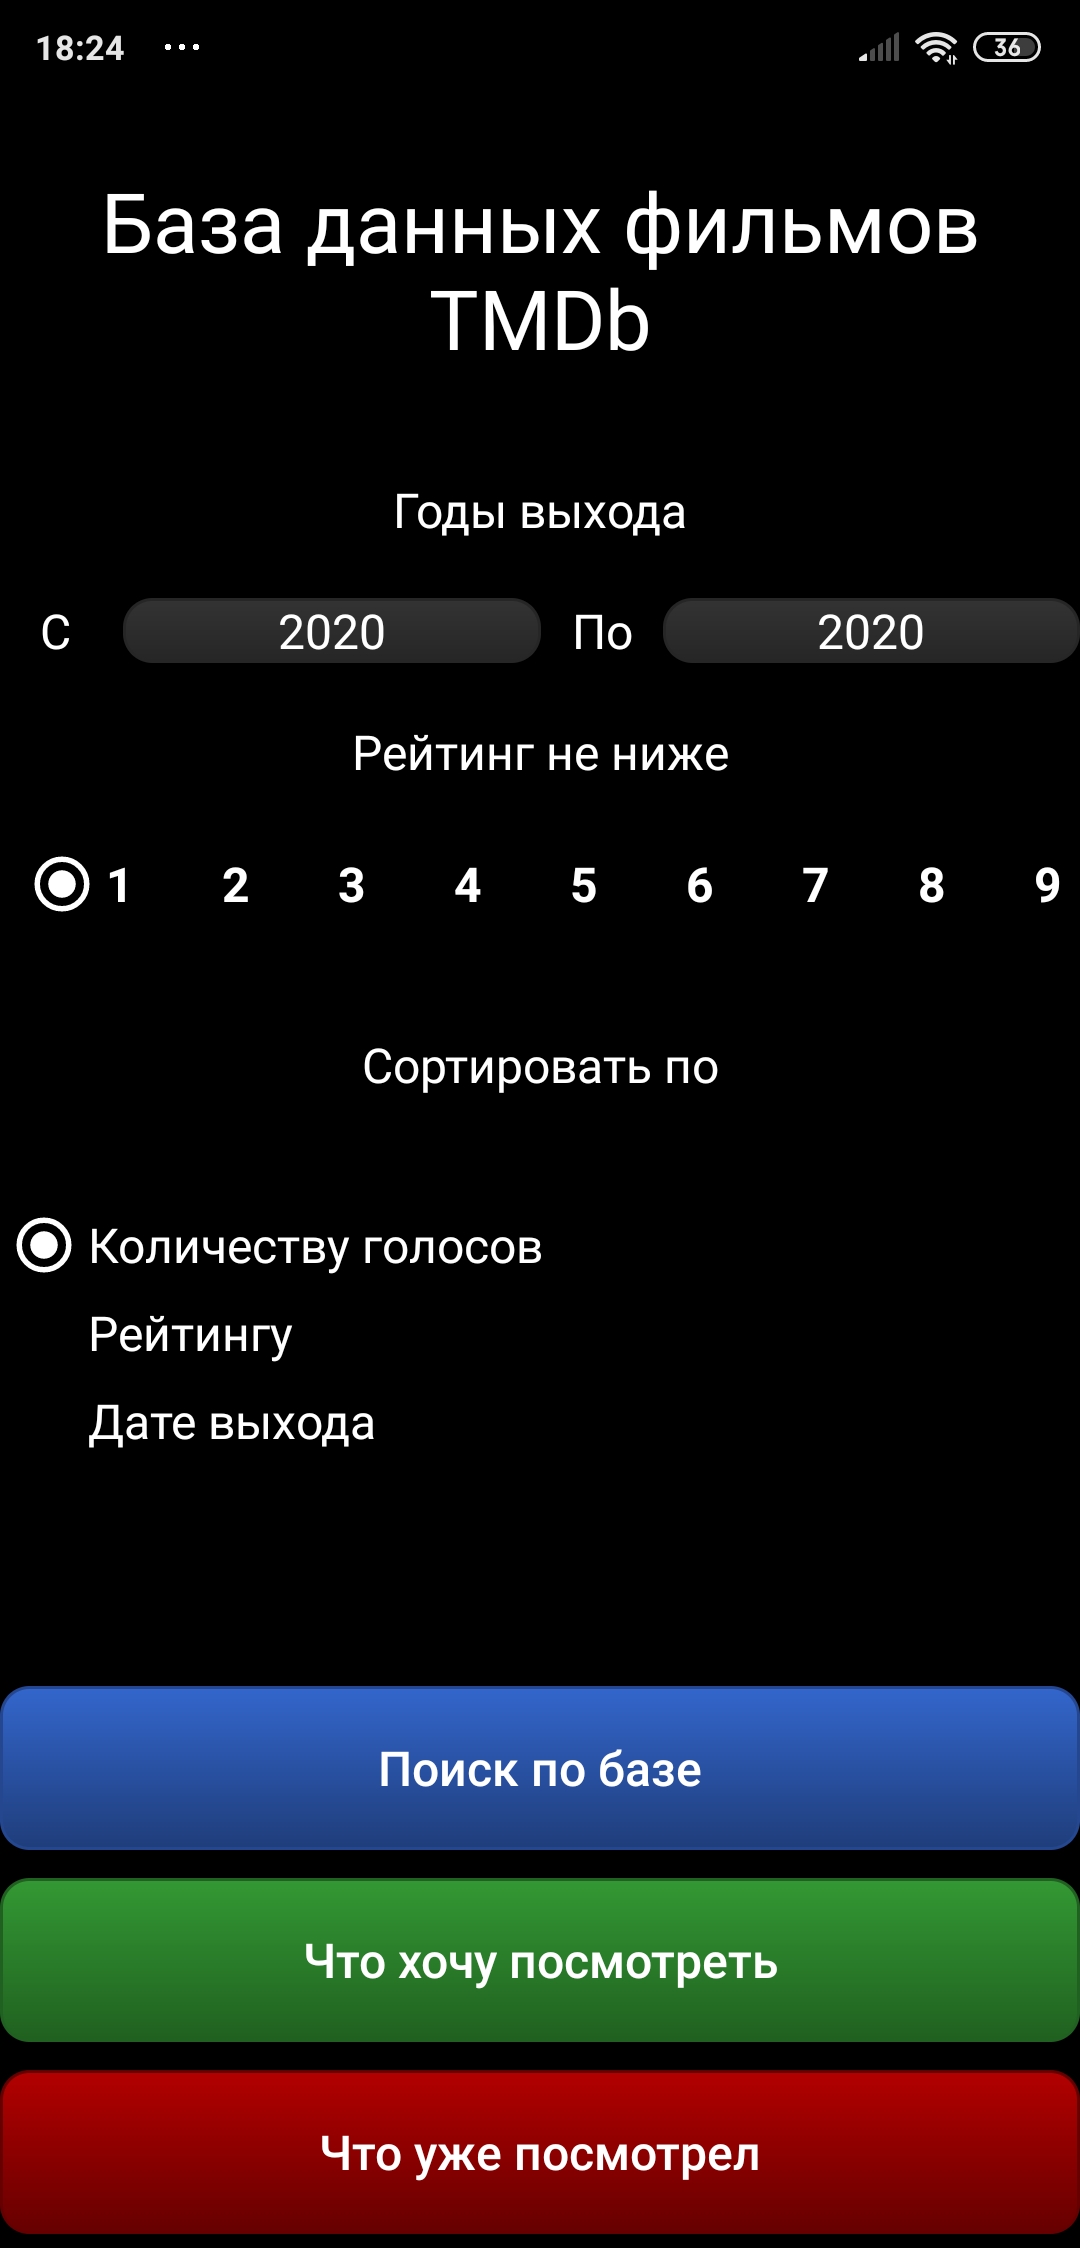 18:24 ...
36
База данных фильмов
TMDb
Годы выхода
С 2020 По 2020
Рейтинг не ниже
1 2 3 4 5 6 7 8 9
Сортировать по
Количеству голосов
Рейтингу
Дате выхода
Поиск по базе
Что хочу посмотреть
Что уже посмотрел